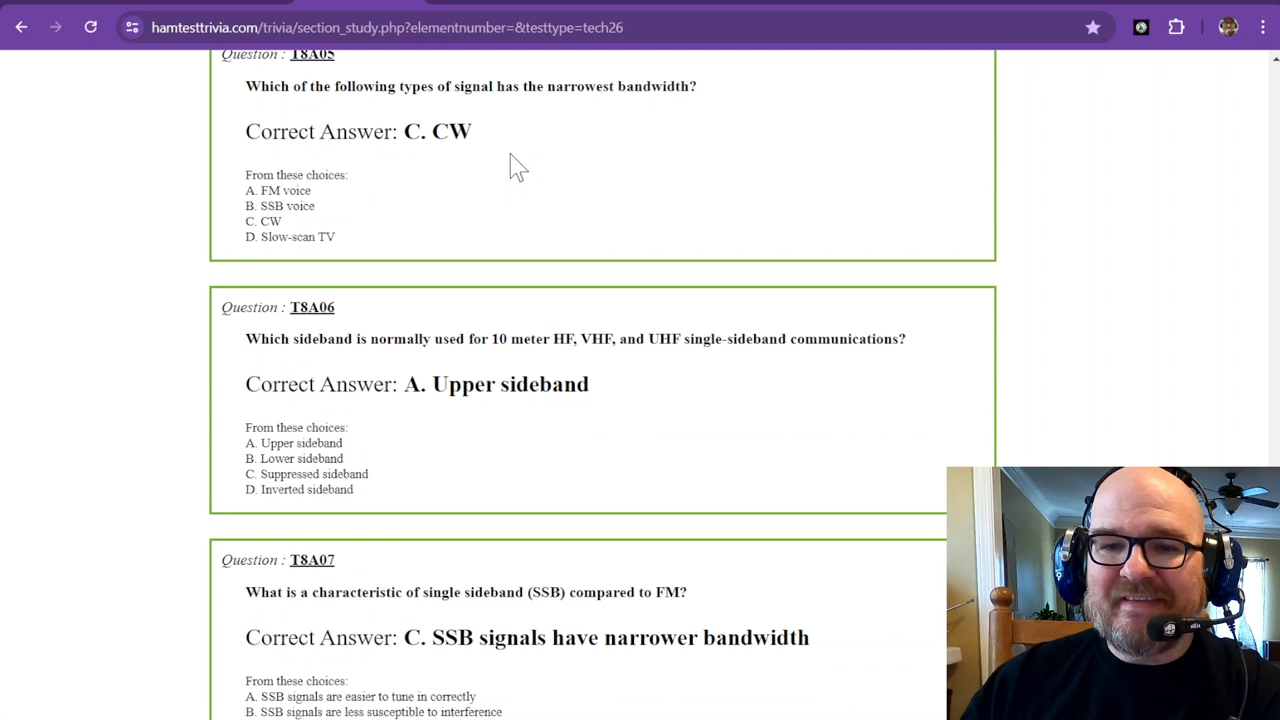 hamtesttrivia.com/trivia/section_study.php?elementnumber=&testtype=tech26
Question : T8A05
Which of the following types of signal has the narrowest bandwidth?
Correct Answer: C. CW
From these choices:
A. FM voice
B. SSB voice
C. CW
D. Slow-scan TV
Question : T8A06
Which sideband is normally used for 10 meter HF, VHF, and UHF single-sideband communications?
Correct Answer: A. Upper sideband
From these choices:
A. Upper sideband
B. Lower sideband
C. Suppressed sideband
D. Inverted sideband
Question : T8A07
What is a characteristic of single sideband (SSB) compared to FM?
Correct Answer: C. SSB signals have narrower bandwidth
From these choices:
A. SSB signals are easier to tune in correctly
B. SSB signals are less susceptible to interference